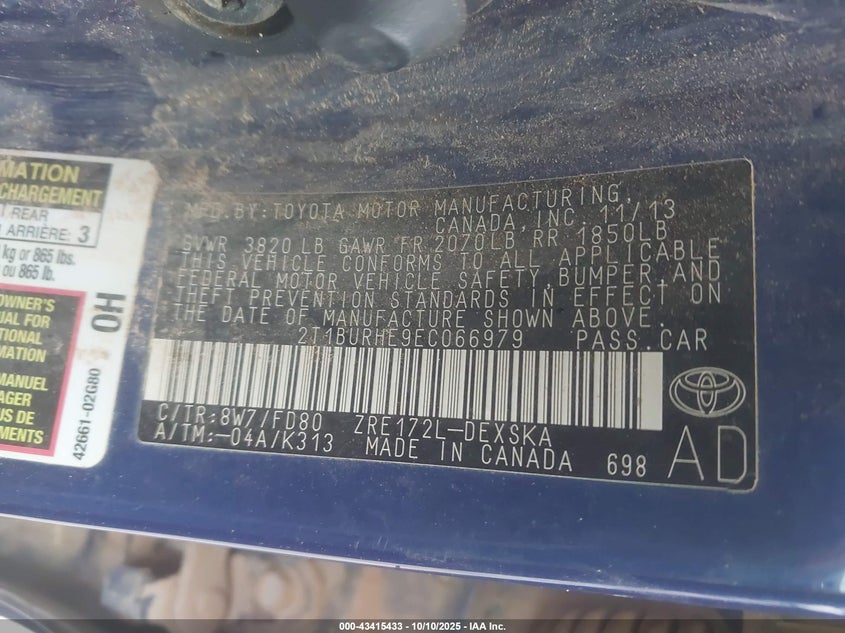 MATION
CHARGEMENT
REAR
ARRIÈRE: 3
kg or 865 lbs.
ou 865 lb.
OWNER'S
UAL FOR
TIONAL
MATION
MANUEL
AGER
US DE
EMENTS
OH
42661-02G80
MFD.BY:TOYOTA MOTOR MANUFACTURING,
CANADA, INC. 11/13
GVWR 3820 LB GAWR FR 2070LB RR 1850LB
THIS VEHICLE CONFORMS TO ALL APPLICABLE
FEDERAL MOTOR VEHICLE SAFETY, BUMPER, AND
THEFT PREVENTION STANDARDS IN EFFECT ON
THE DATE OF MANUFACTURE SHOWN ABOVE.
2T1BURHE9EC066979 PASS.CAR
C/TR:8W7/FD80 ZRE172L-DEXSKA
A/TM:-04A/K313 MADE IN CANADA 698
AD
000-43415433 - 10/10/2025 - IAA Inc.